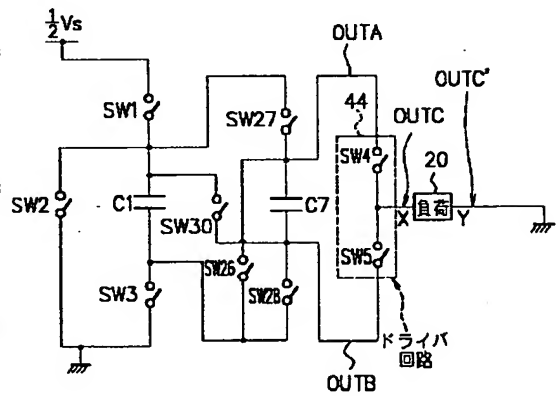 ½Vs
OUTA
OUTC'
OUTC
44
SW1
SW27
20
SW4
SW2
C1
C7
X
負荷
Y
SW30
SW26
SW5
SW3
SW28
ドライバ
回路
OUTB